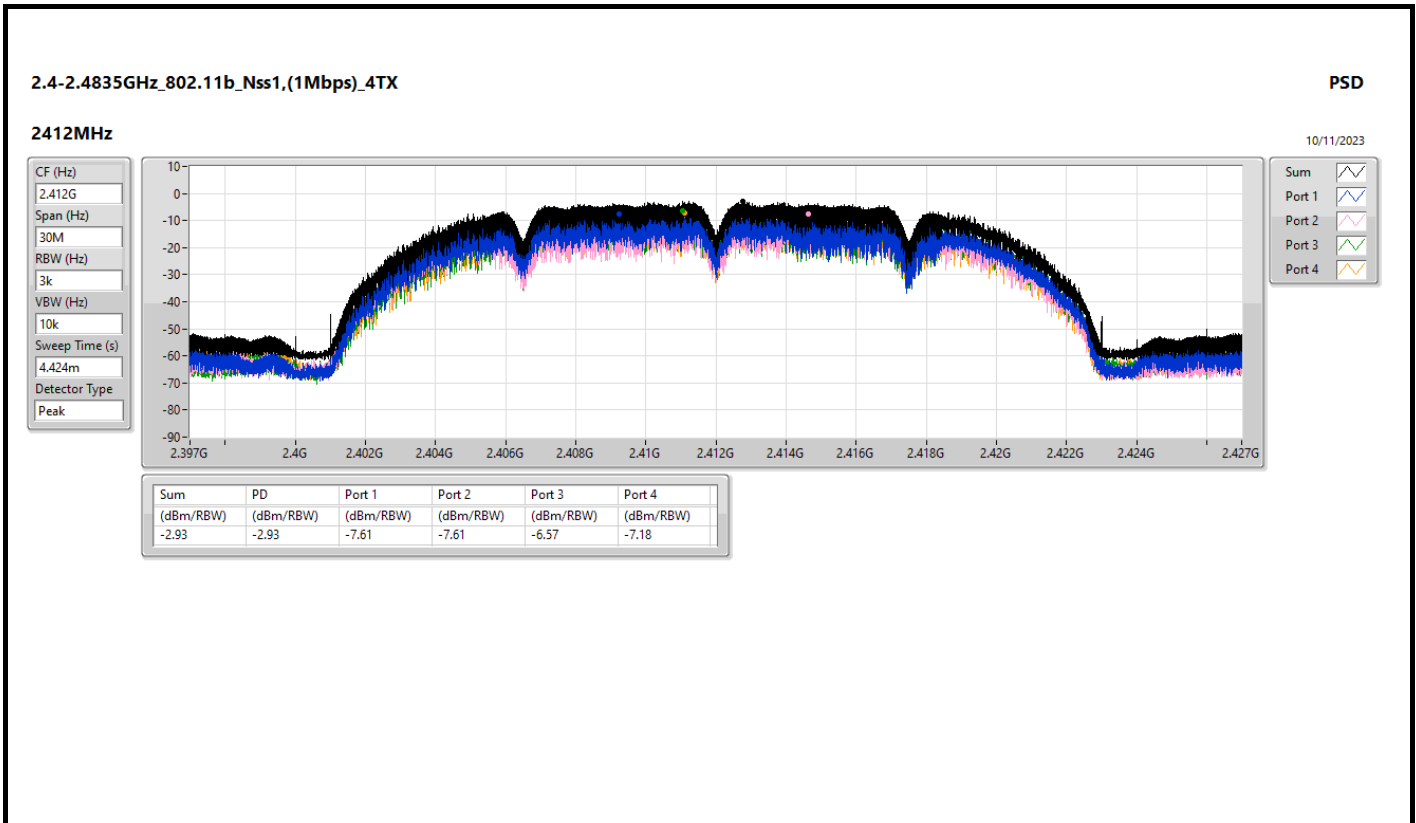 2.4-2.4835GHz_802.11b_Nss1,(1Mbps)_4TX
PSD
2412MHz
10/11/2023
CF (Hz)
2.412G
Span (Hz)
30M
RBW (Hz)
3k
VBW (Hz)
10k
Sweep Time (s)
4.424m
Detector Type
Peak
10
0
-10
-20
-30
-40
-50
-60
-70
-80
-90
2.397G 2.4G 2.402G 2.404G 2.406G 2.408G 2.41G 2.412G 2.414G 2.416G 2.418G 2.42G 2.422G 2.424G 2.427G
Sum
Port 1
Port 2
Port 3
Port 4
Sum PD Port 1 Port 2 Port 3 Port 4
(dBm/RBW) (dBm/RBW) (dBm/RBW) (dBm/RBW) (dBm/RBW) (dBm/RBW)
-2.93 -2.93 -7.61 -7.61 -6.57 -7.18